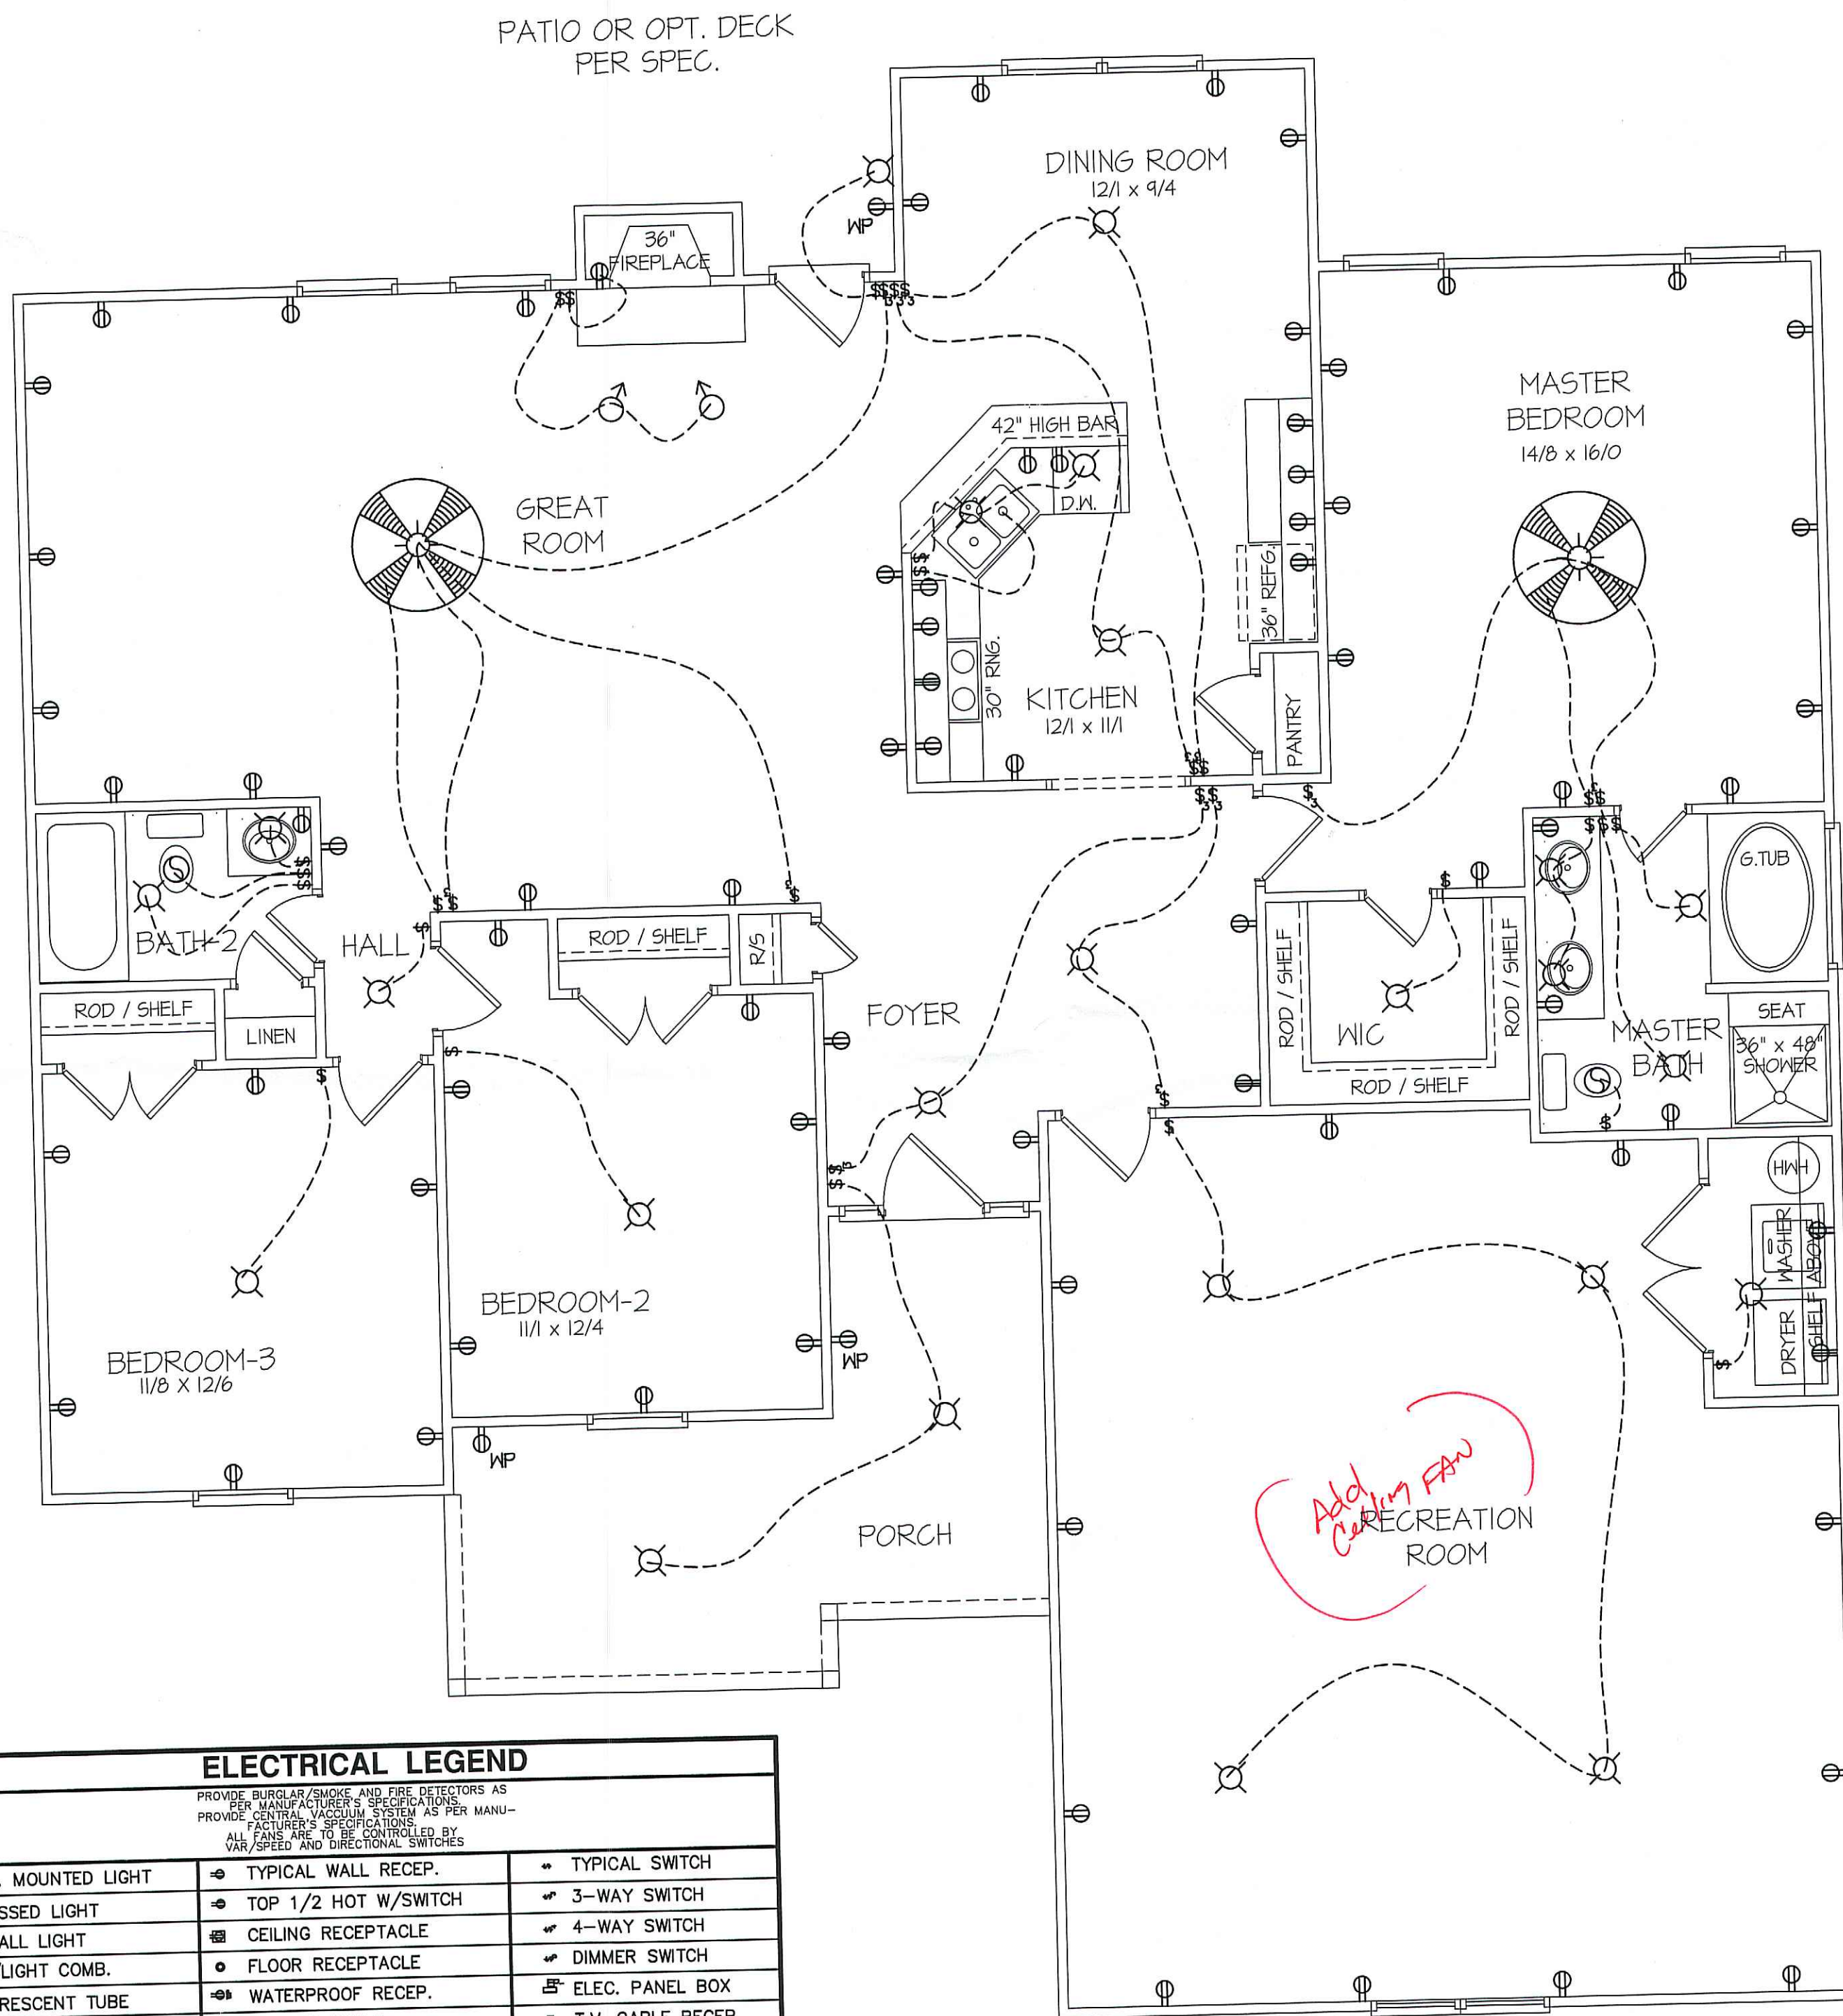 PATIO OR OPT. DECK
PER SPEC.
DINING ROOM
12/1 x 9/4
WP
36"
FIREPLACE
MASTER
BEDROOM
14/8 x 16/0
42" HIGH BAR
D.W.
GREAT
ROOM
36" REFG.
30" RNG.
KITCHEN
12/1 x 11/1
PANTRY
G.TUB
BATH-2
HALL
ROD / SHELF
R/S
ROD / SHELF
LINEN
FOYER
ROD / SHELF
WIC
ROD / SHELF
ROD / SHELF
MASTER
BATH
SEAT
36" x 48"
SHOWER
HWH
WASHER
DRYER
SHELF ABOVE
BEDROOM-2
11/1 x 12/4
BEDROOM-3
11/8 X 12/6
WP
WP
PORCH
Add
Ceiling FAN
RECREATION
ROOM
ELECTRICAL LEGEND
PROVIDE BURGLAR/SMOKE AND FIRE DETECTORS AS
PER MANUFACTURER'S SPECIFICATIONS.
PROVIDE CENTRAL VACCUUM SYSTEM AS PER MANU-
FACTURER'S SPECIFICATIONS.
ALL FANS ARE TO BE CONTROLLED BY
VAR/SPEED AND DIRECTIONAL SWITCHES
MOUNTED LIGHT
TYPICAL WALL RECEP.
TYPICAL SWITCH
SSED LIGHT
TOP 1/2 HOT W/SWITCH
3-WAY SWITCH
ALL LIGHT
CEILING RECEPTACLE
4-WAY SWITCH
/LIGHT COMB.
FLOOR RECEPTACLE
DIMMER SWITCH
RESCENT TUBE
WATERPROOF RECEP.
ELEC. PANEL BOX
T.V. CABLE RECEP.